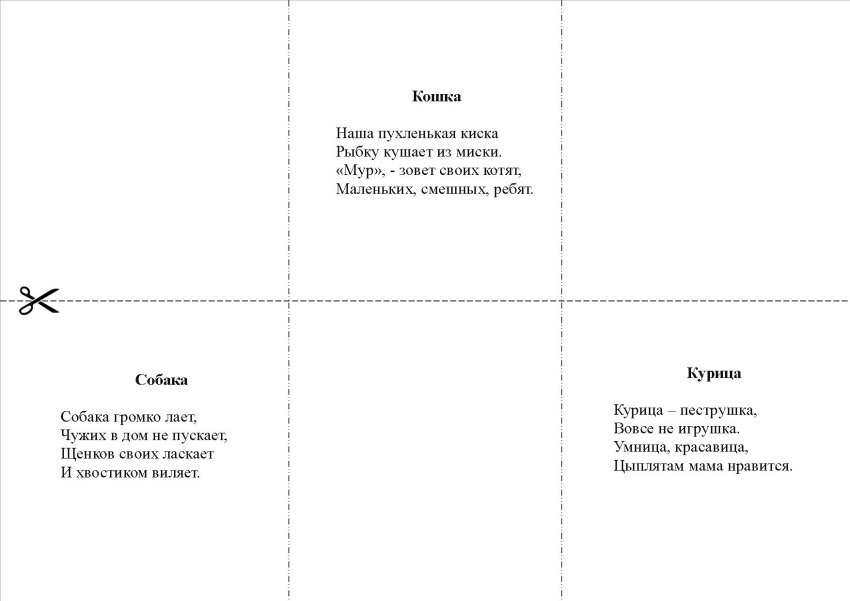 Кошка
Наша пухленькая киска
Рыбку кушает из миски.
«Мур», - зовет своих котят,
Маленьких, смешных, ребят.
Собака
Собака громко лает,
Чужих в дом не пускает,
Щенков своих ласкает
И хвостиком виляет.
Курица
Курица – пеструшка,
Вовсе не игрушка.
Умница, красавица,
Цыплятам мама нравится.